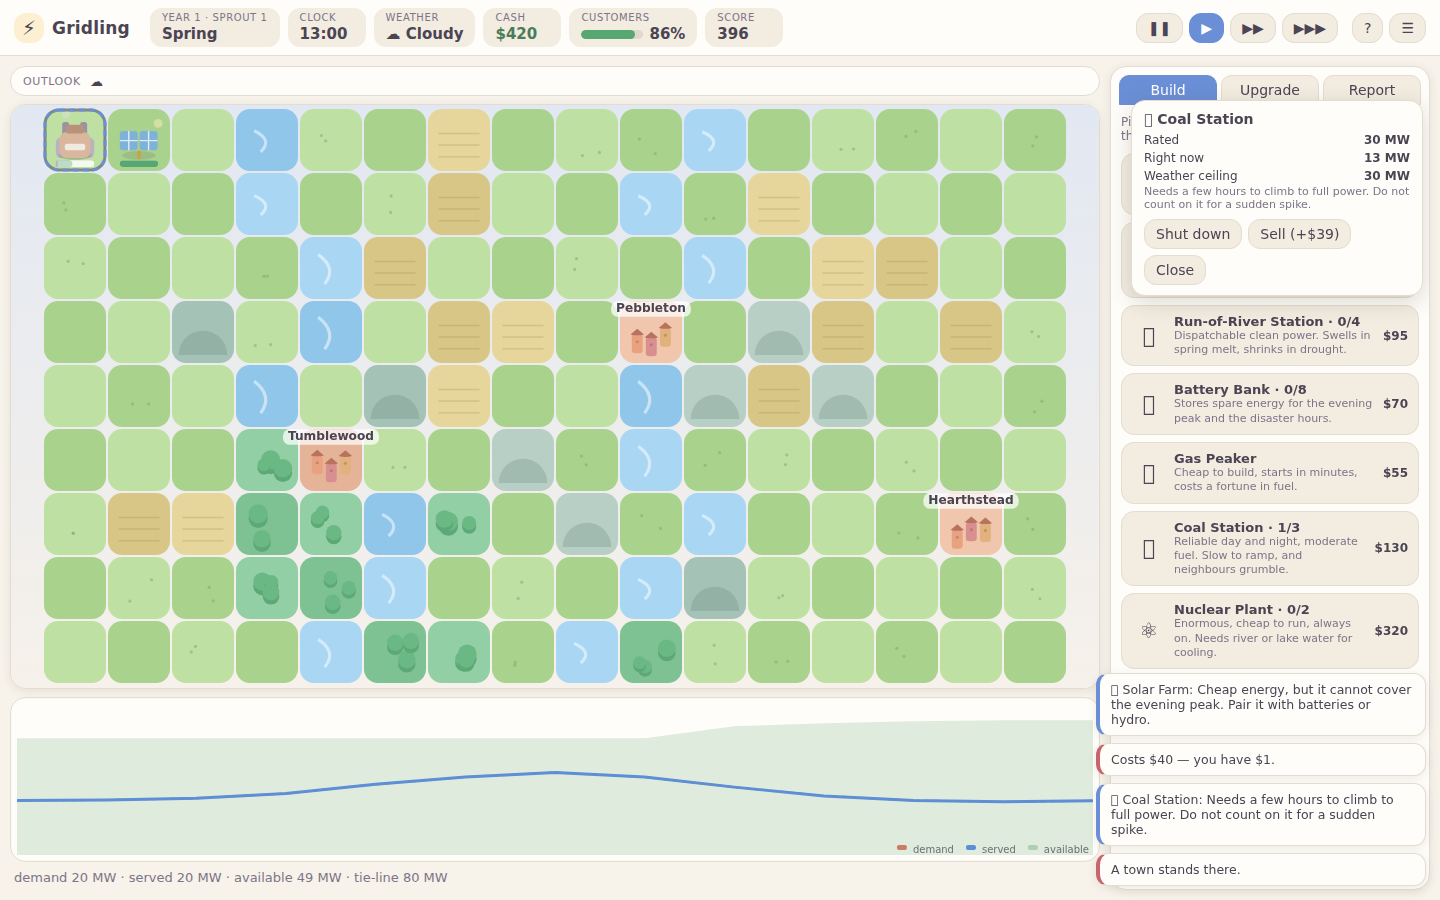 ⚡ Gridling
YEAR 1 · SPROUT 1
Spring
CLOCK
13:00
WEATHER
☁ Cloudy
CASH
$420
CUSTOMERS
86%
SCORE
396
?
OUTLOOK ☁
Build
Upgrade
Report
Coal Station
Rated 30 MW
Right now 13 MW
Weather ceiling 30 MW
Needs a few hours to climb to full power. Do not
count on it for a sudden spike.
Shut down
Sell (+$39)
Close
Pebbleton
Tumblewood
Hearthstead
Run-of-River Station · 0/4
Dispatchable clean power. Swells in
spring melt, shrinks in drought.
$95
Battery Bank · 0/8
Stores spare energy for the evening
peak and the disaster hours.
$70
Gas Peaker
Cheap to build, starts in minutes,
costs a fortune in fuel.
$55
Coal Station · 1/3
Reliable day and night, moderate
fuel. Slow to ramp, and
neighbours grumble.
$130
Nuclear Plant · 0/2
Enormous, cheap to run, always
on. Needs river or lake water for
cooling.
$320
Solar Farm: Cheap energy, but it cannot cover
the evening peak. Pair it with batteries or
hydro.
Costs $40 — you have $1.
Coal Station: Needs a few hours to climb to
full power. Do not count on it for a sudden
spike.
A town stands there.
demand served available
demand 20 MW · served 20 MW · available 49 MW · tie-line 80 MW